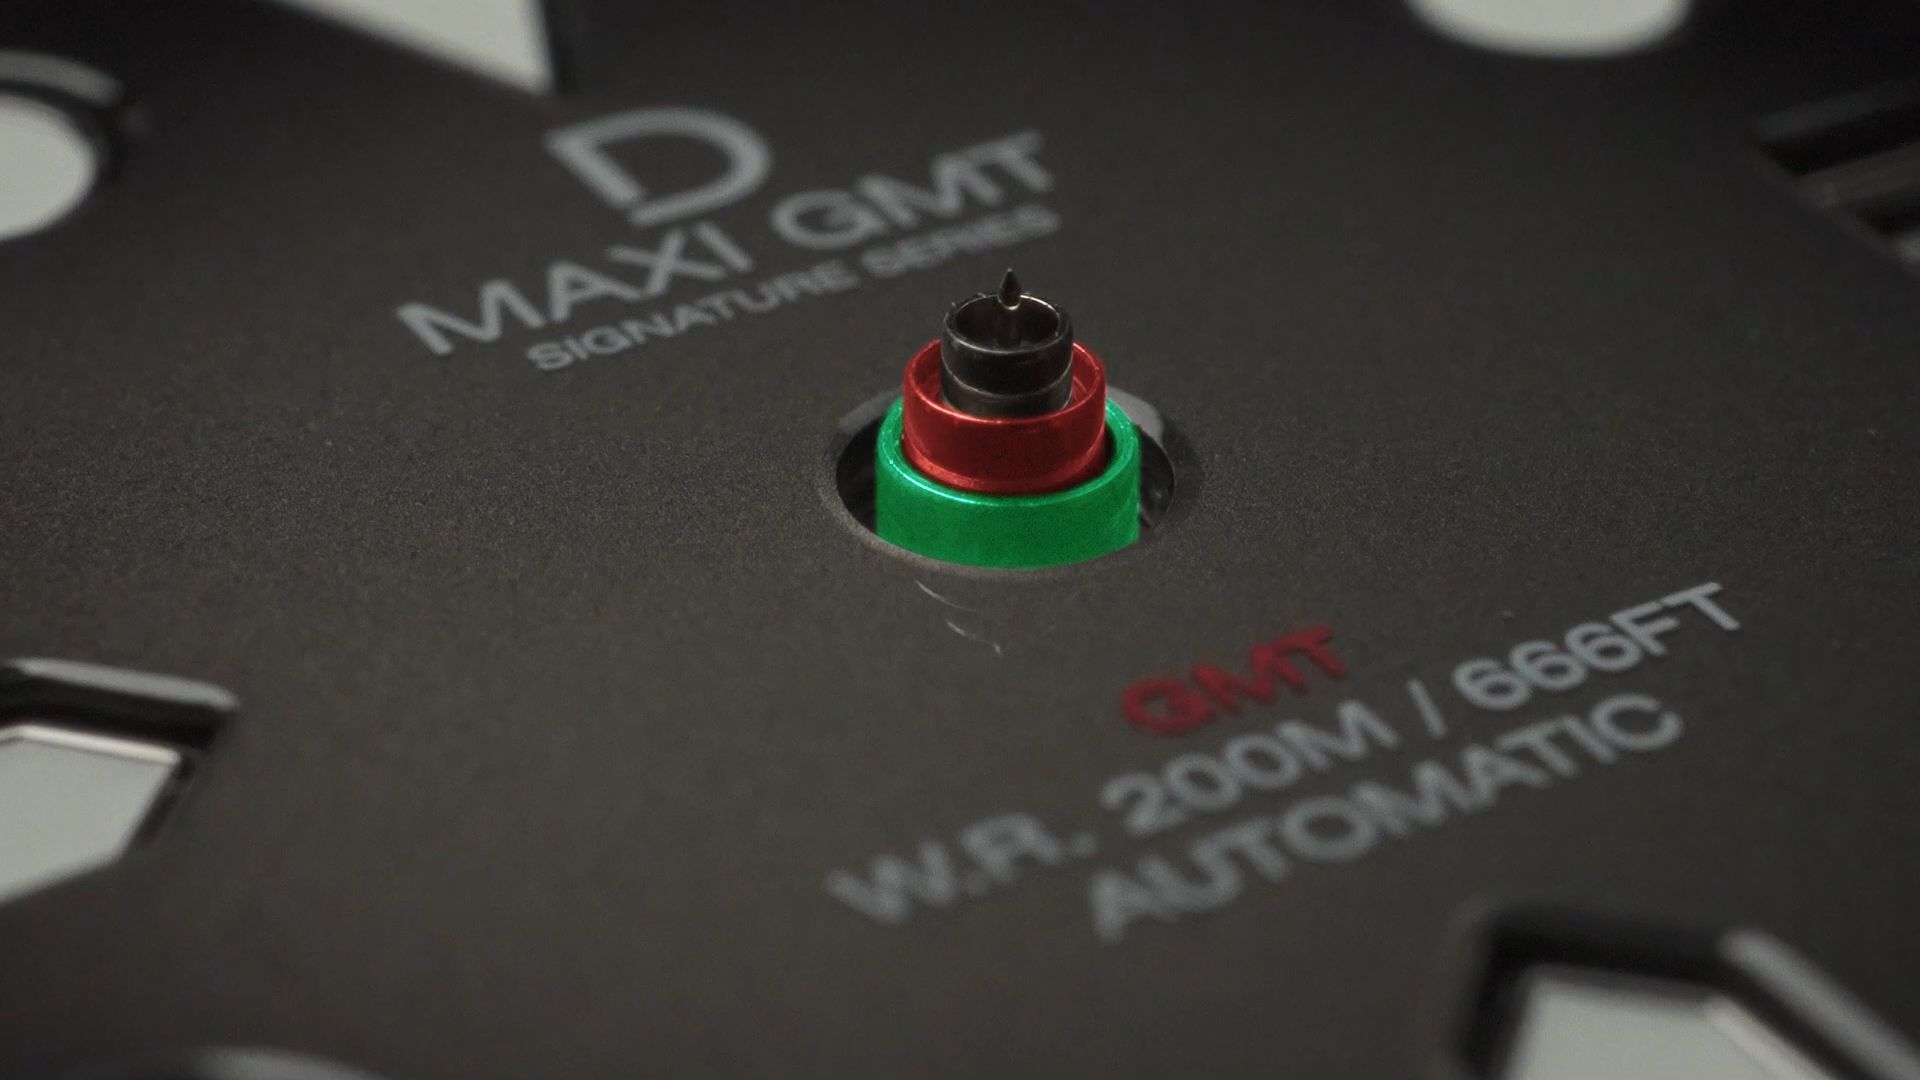 D
MAXI GMT
SIGNATURE SERIES
GMT
W.R. 200M / 666FT
AUTOMATIC